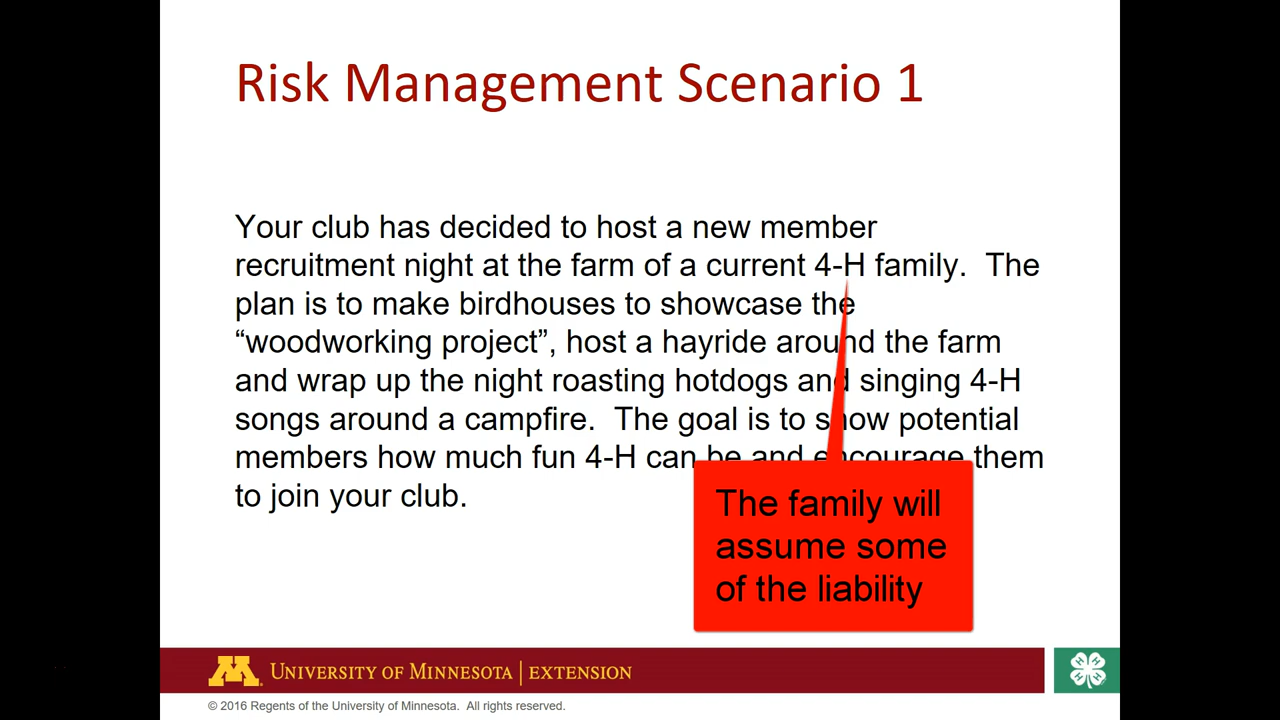 Risk Management Scenario 1
Your club has decided to host a new member
recruitment night at the farm of a current 4-H family.  The
plan is to make birdhouses to showcase the
“woodworking project”, host a hayride around the farm
and wrap up the night roasting hotdogs and singing 4-H
songs around a campfire.  The goal is to show potential
members how much fun 4-H can be and encourage them
to join your club.
The family will
assume some
of the liability
M
UNIVERSITY OF MINNESOTA | EXTENSION
© 2016 Regents of the University of Minnesota.  All rights reserved.